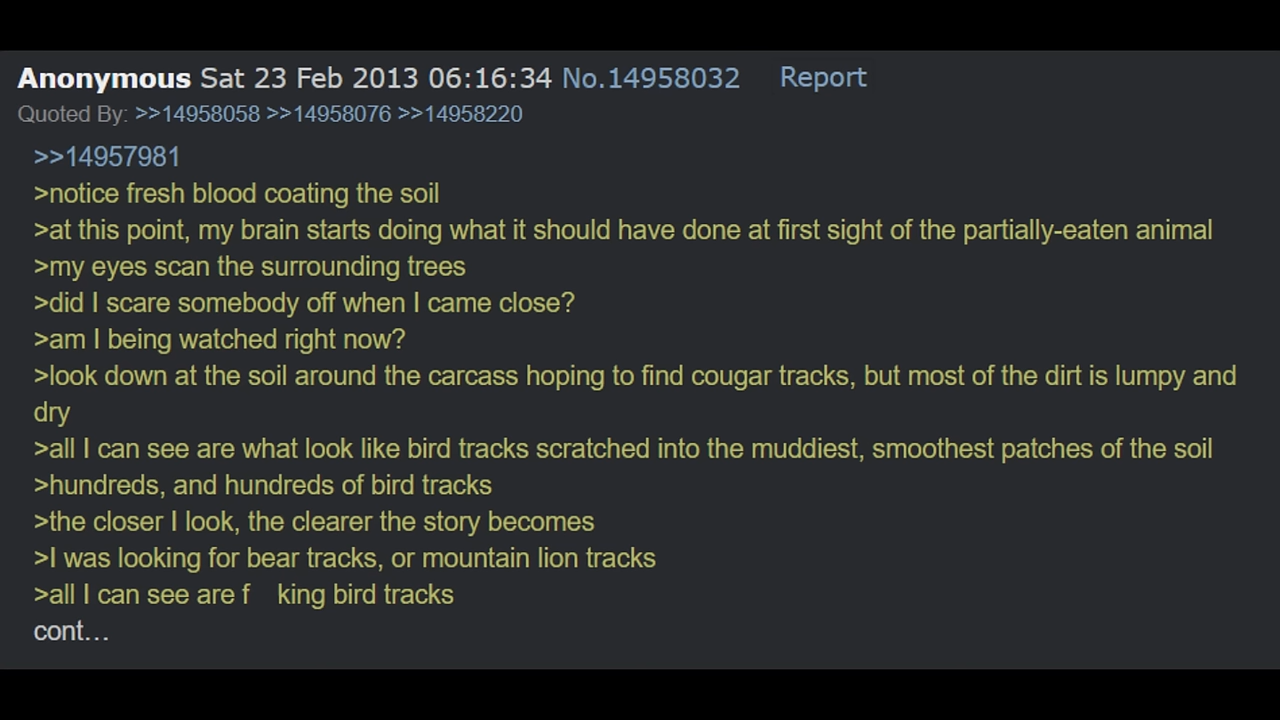 Anonymous Sat 23 Feb 2013 06:16:34 No.14958032 Report
Quoted By: >>14958058 >>14958076 >>14958220
>>14957981
>notice fresh blood coating the soil
>at this point, my brain starts doing what it should have done at first sight of the partially-eaten animal
>my eyes scan the surrounding trees
>did I scare somebody off when I came close?
>am I being watched right now?
>look down at the soil around the carcass hoping to find cougar tracks, but most of the dirt is lumpy and
dry
>all I can see are what look like bird tracks scratched into the muddiest, smoothest patches of the soil
>hundreds, and hundreds of bird tracks
>the closer I look, the clearer the story becomes
>I was looking for bear tracks, or mountain lion tracks
>all I can see are f    king bird tracks
cont…